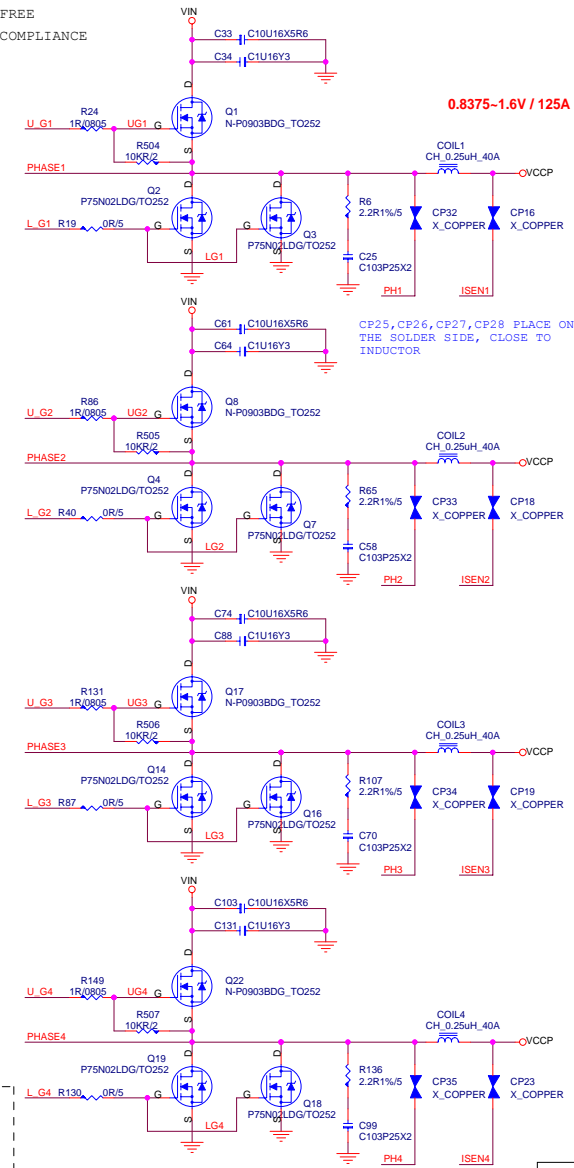 FREE
COMPLIANCE
VIN
C33 C10U16X5R6
C34 C1U16Y3
D
0.8375~1.6V / 125A
Q1
N-P0903BDG_TO252
R24
U_G1 1R/0805 UG1 G
S
R504
10KR/2
COIL1
CH_0.25uH_40A
PHASE1
VCCP
Q2 D D
P75N02LDG/TO252
R6
2.2R1%/5
CP32 CP16
X_COPPER X_COPPER
L_G1 R19 0R/5 G G
Q3
P75N02LDG/TO252
S S
LG1
C25
C103P25X2
PH1 ISEN1
VIN
C61 C10U16X5R6
C64 C1U16Y3
CP25,CP26,CP27,CP28 PLACE ON
THE SOLDER SIDE, CLOSE TO
INDUCTOR
D
Q8
N-P0903BDG_TO252
R86
U_G2 1R/0805 UG2 G
S
R505
10KR/2
COIL2
CH_0.25uH_40A
PHASE2
VCCP
Q4 D D
P75N02LDG/TO252
R65
2.2R1%/5
CP33 CP18
X_COPPER X_COPPER
L_G2 R40 0R/5 G G
Q7
P75N02LDG/TO252
S S
LG2
C58
C103P25X2
PH2 ISEN2
VIN
C74 C10U16X5R6
C88 C1U16Y3
D
Q17
N-P0903BDG_TO252
R131
U_G3 1R/0805 UG3 G
S
R506
10KR/2
COIL3
CH_0.25uH_40A
PHASE3
VCCP
Q14 D D
P75N02LDG/TO252
R107
2.2R1%/5
CP34 CP19
X_COPPER X_COPPER
L_G3 R87 0R/5 G G
Q16
P75N02LDG/TO252
S S
LG3
C70
C103P25X2
PH3 ISEN3
VIN
C103 C10U16X5R6
C131 C1U16Y3
D
Q22
N-P0903BDG_TO252
R149
U_G4 1R/0805 UG4 G
S
R507
10KR/2
COIL4
CH_0.25uH_40A
PHASE4
VCCP
Q19 D D
P75N02LDG/TO252
R136
2.2R1%/5
CP35 CP23
X_COPPER X_COPPER
L_G4 R130 0R/5 G G
Q18
P75N02LDG/TO252
S S
LG4
C99
C103P25X2
PH4 ISEN4